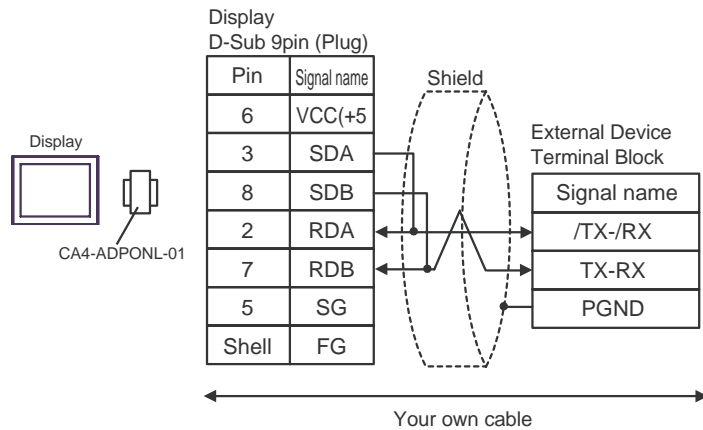 Display
D-Sub 9pin (Plug)
Pin Signal name
6 VCC(+5
3 SDA
8 SDB
2 RDA
7 RDB
5 SG
Shell FG
Shield
External Device
Terminal Block
Signal name
/TX-/RX
TX-RX
PGND
Display
CA4-ADPONL-01
Your own cable